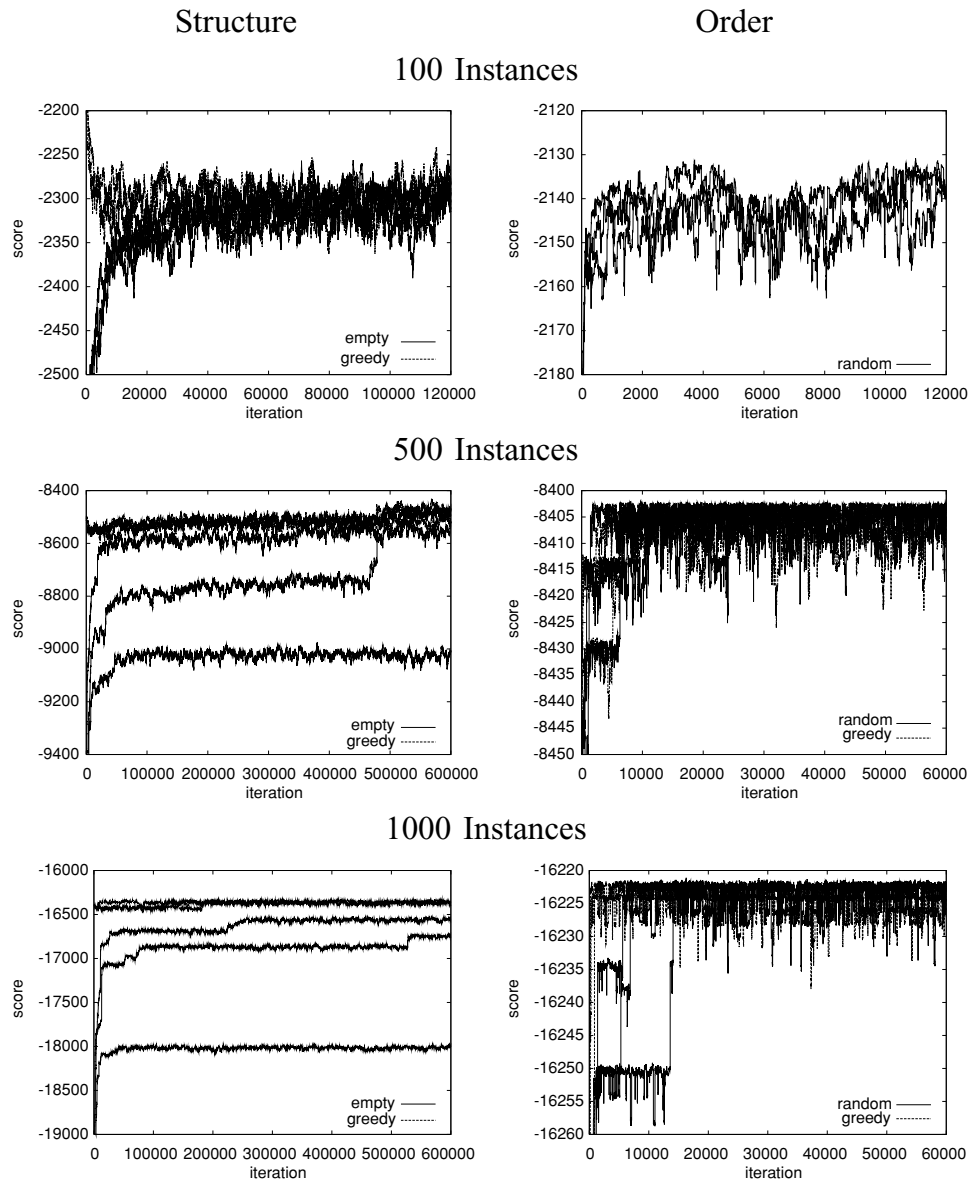 Structure
Order
100 Instances
-2200
-2250
-2300
-2350
-2400
-2450
-2500
score
0 20000 40000 60000 80000 100000 120000
iteration
empty
greedy
-2120
-2130
-2140
-2150
-2160
-2170
-2180
score
0 2000 4000 6000 8000 10000 12000
iteration
random
500 Instances
-8400
-8600
-8800
-9000
-9200
-9400
score
0 100000 200000 300000 400000 500000 600000
iteration
empty
greedy
-8400
-8405
-8410
-8415
-8420
-8425
-8430
-8435
-8440
-8445
-8450
score
0 10000 20000 30000 40000 50000 60000
iteration
random
greedy
1000 Instances
-16000
-16500
-17000
-17500
-18000
-18500
-19000
score
0 100000 200000 300000 400000 500000 600000
iteration
empty
greedy
-16220
-16225
-16230
-16235
-16240
-16245
-16250
-16255
-16260
score
0 10000 20000 30000 40000 50000 60000
iteration
random
greedy